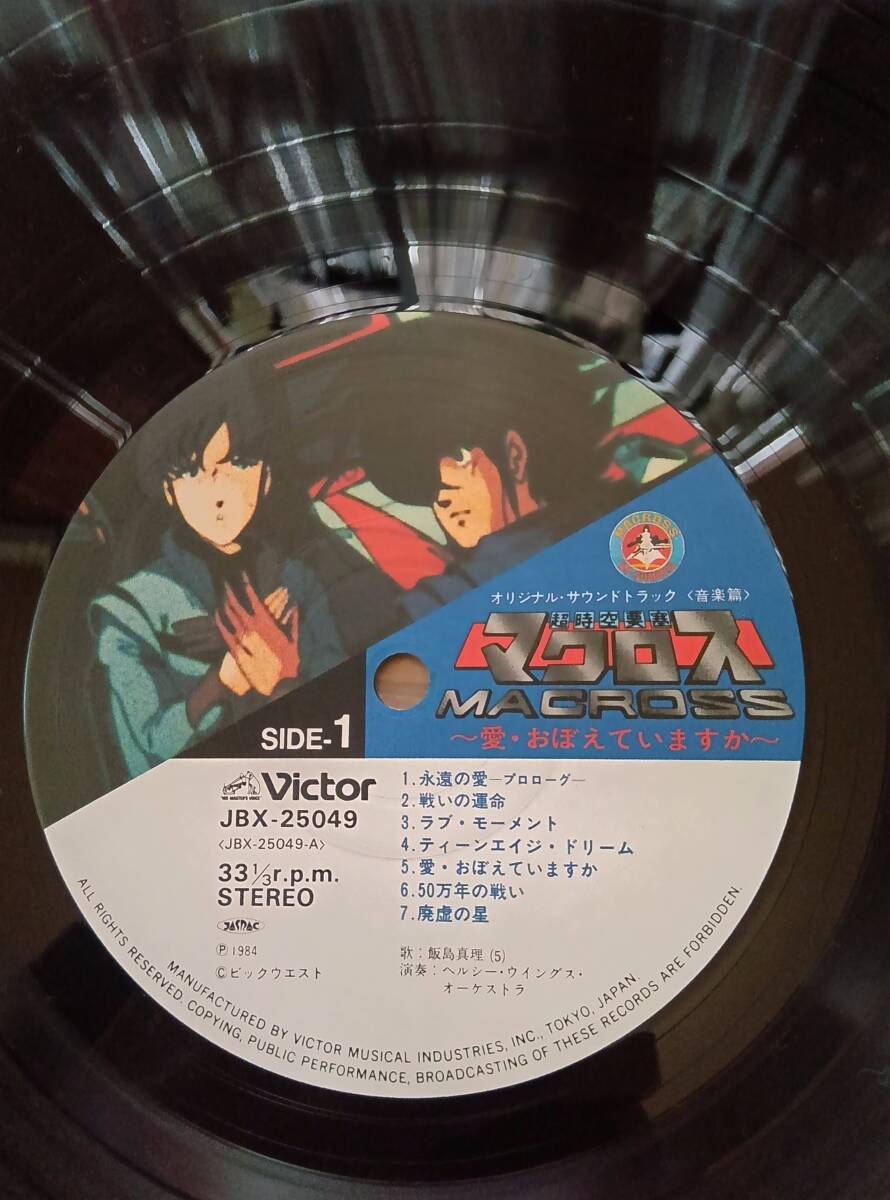 MACROSS
オリジナル・サウンドトラック〈音楽篇〉
超時空要塞
マクロス
MACROSS
〜愛・おぼえていますか〜
SIDE-1
"HIS MASTER'S VOICE"
Victor
JBX-25049
〈JBX-25049-A〉
33 1/3 r.p.m.
STEREO
JASRAC
Ⓟ 1984
Ⓒビックウエスト
1. 永遠の愛―プロローグ―
2. 戦いの運命
3. ラブ・モーメント
4. ティーンエイジ・ドリーム
5. 愛・おぼえていますか
6. 50万年の戦い
7. 廃虚の星
歌:飯島真理 (5)
演奏:ヘルシー・ウイングス・
オーケストラ
MANUFACTURED BY VICTOR MUSICAL INDUSTRIES, INC., TOKYO, JAPAN.
ALL RIGHTS RESERVED. COPYING, PUBLIC PERFORMANCE, BROADCASTING OF THESE RECORDS ARE FORBIDDEN.